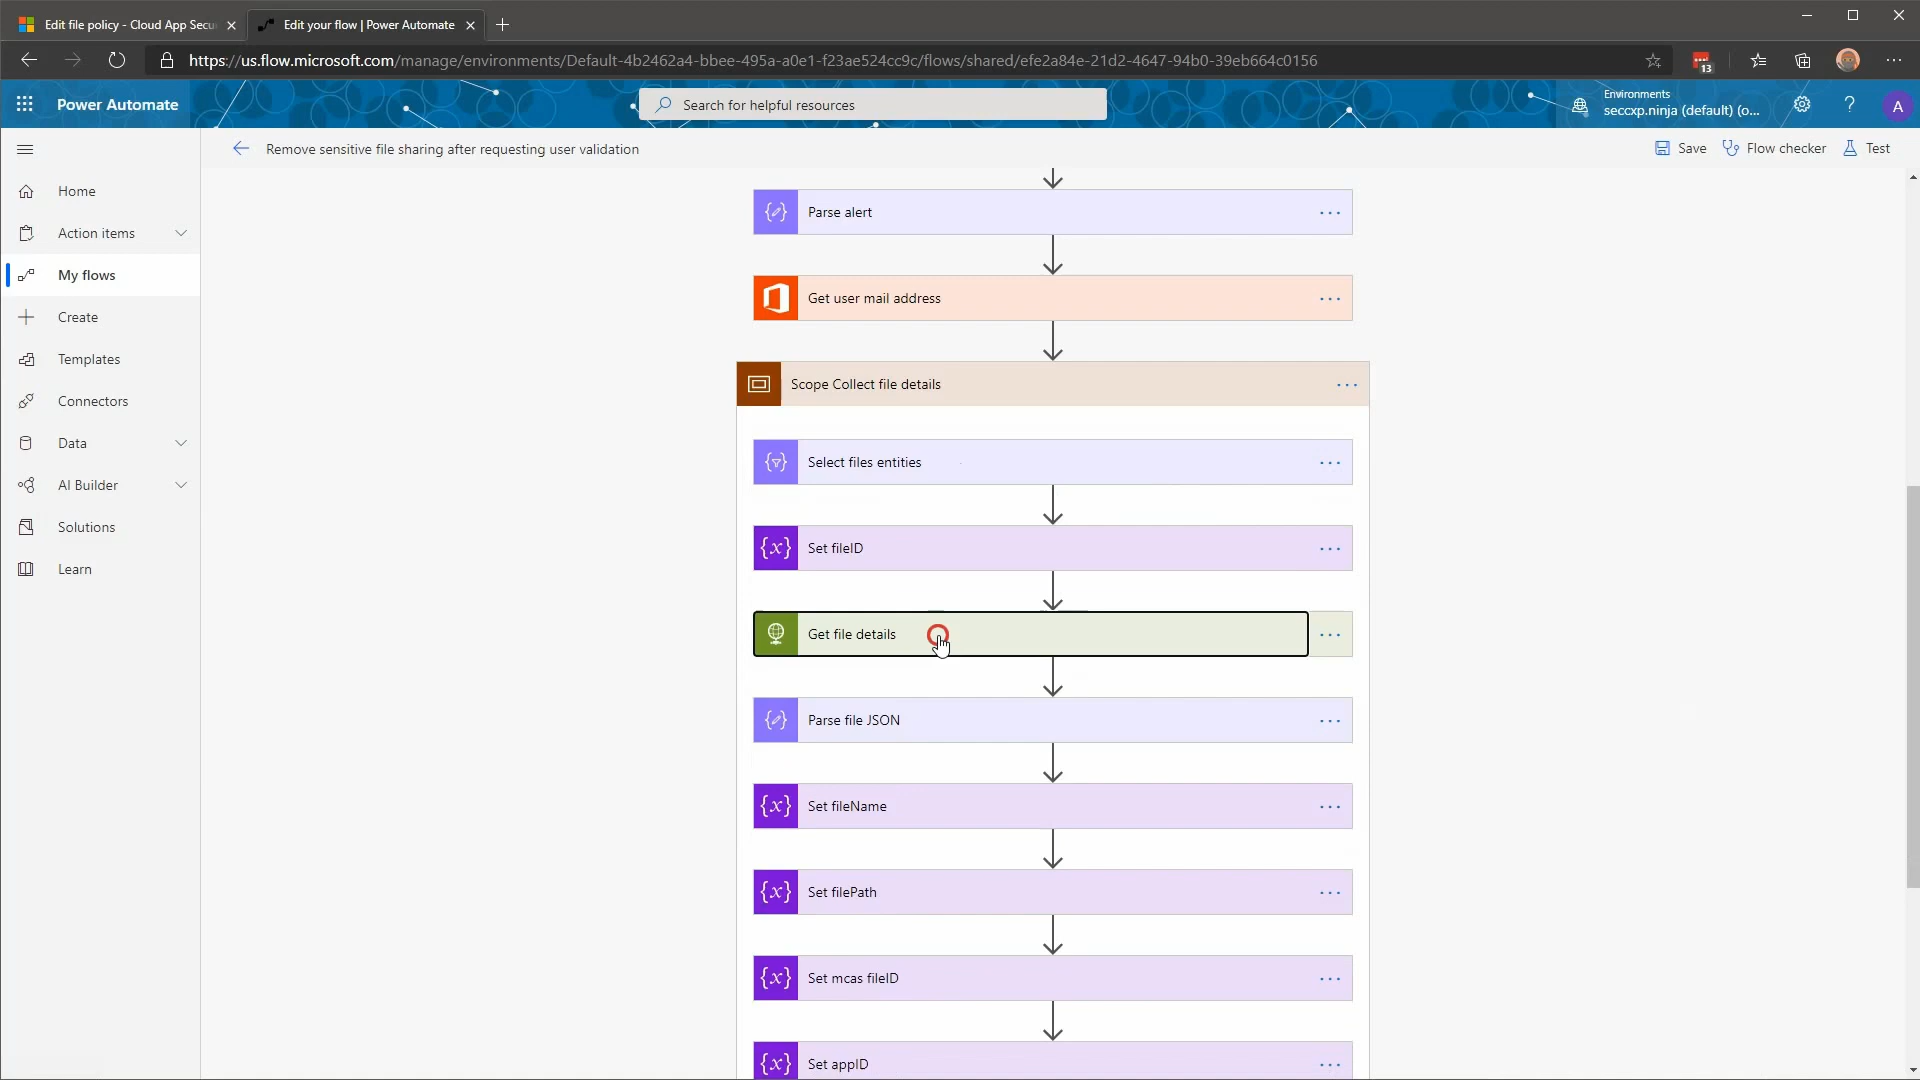 Edit file policy - Cloud App Secu
Edit your flow | Power Automate
https://us.flow.microsoft.com/manage/environments/Default-4b2462a4-bbee-495a-a0e1-f23ae524cc9c/flows/shared/efe2a84e-21d2-4647-94b0-39eb664c0156
13
Power Automate
Search for helpful resources
Environments
seccxp.ninja (default) (o...
?
A
Remove sensitive file sharing after requesting user validation
Save
Flow checker
Test
Home
Action items
My flows
Create
Templates
Connectors
Data
AI Builder
Solutions
Learn
Parse alert
Get user mail address
Scope Collect file details
Select files entities
{x} Set fileID
Get file details
Parse file JSON
{x} Set fileName
{x} Set filePath
{x} Set mcas fileID
{x} Set appID